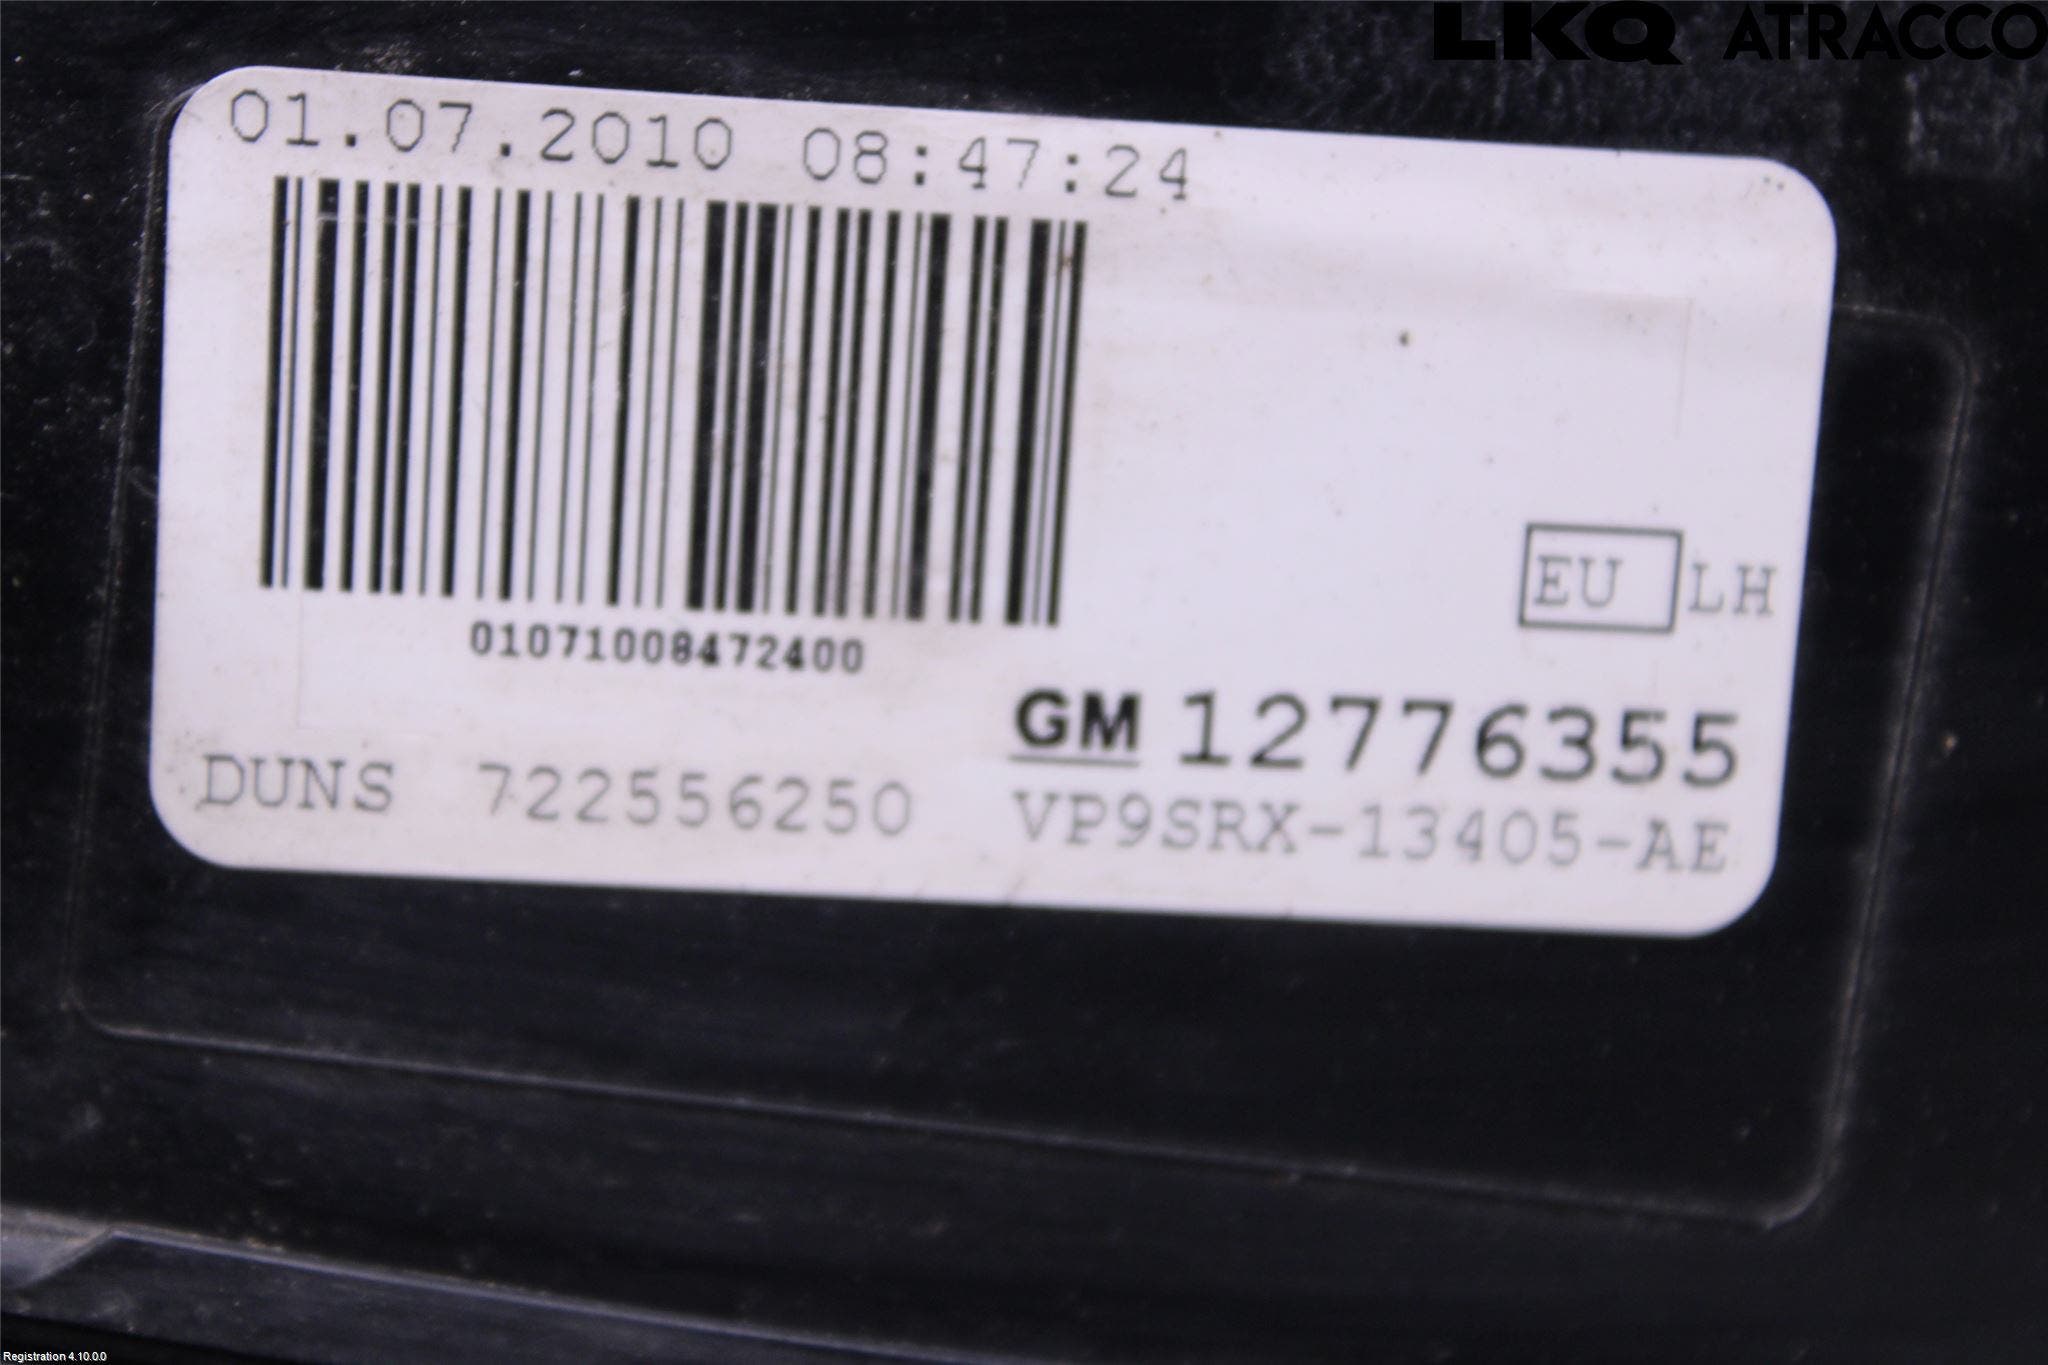 LKQ ATRACCO
01.07.2010 08:47:24
01071008472400
EU LH
GM 12776355
DUNS 722556250 VP9SRX-13405-AE
Registration 4.10.0.0